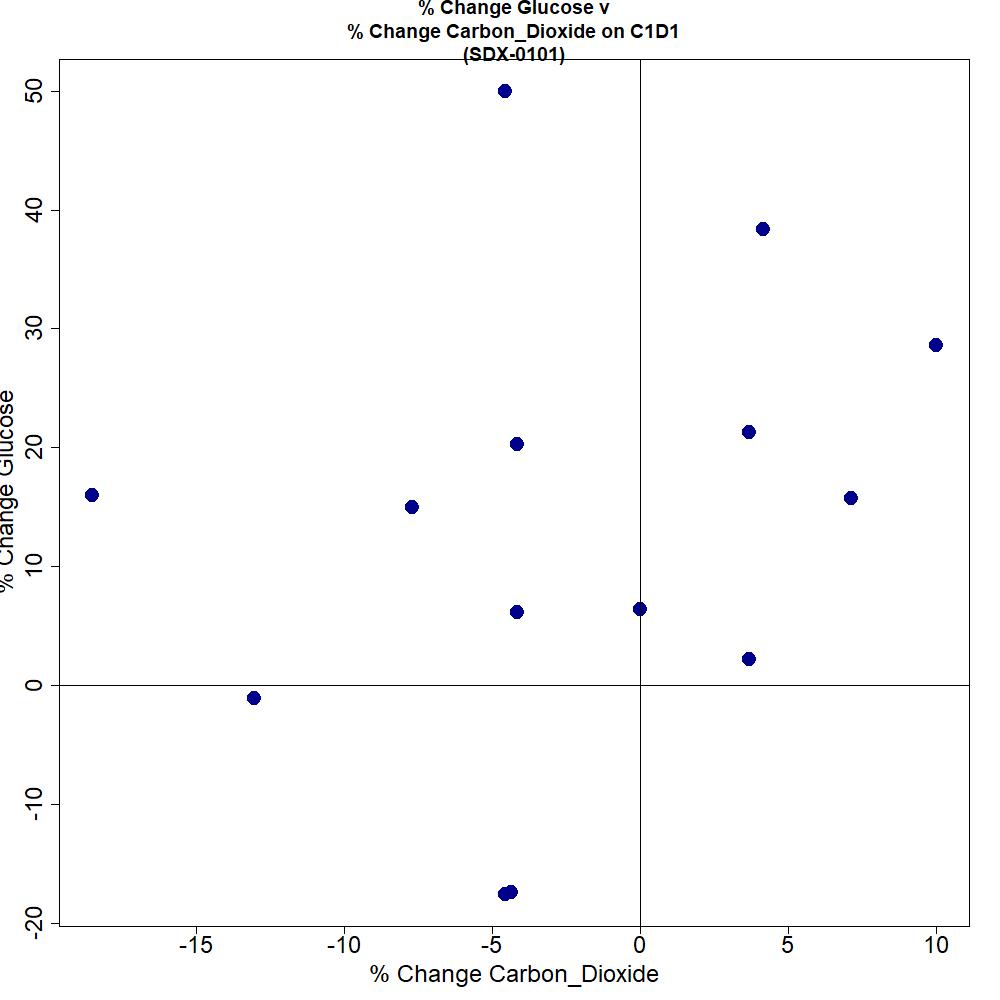 % Change Glucose v
% Change Carbon_Dioxide on C1D1
(SDX-0101)
% Change Glucose
50
40
30
20
10
0
-10
-20
-15
-10
-5
0
5
10
% Change Carbon_Dioxide